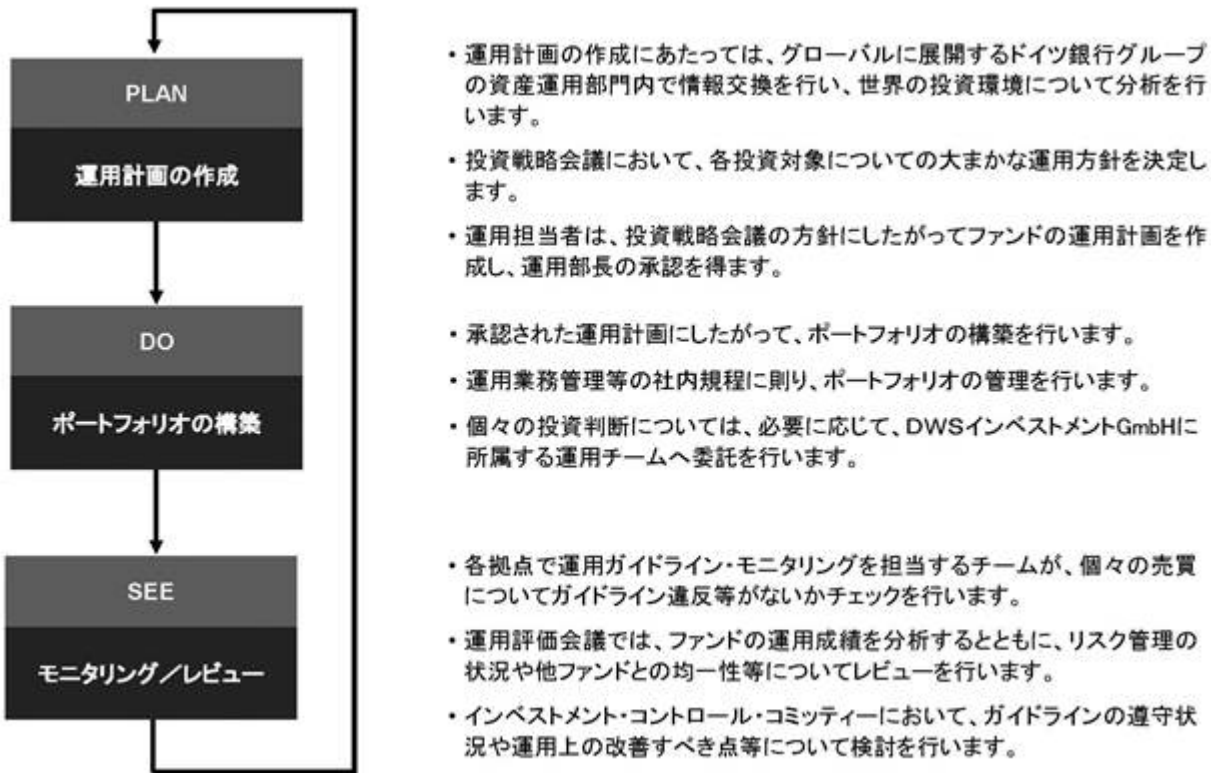 PLAN
運用計画の作成
・運用計画の作成にあたっては、グローバルに展開するドイツ銀行グループ
の資産運用部門内で情報交換を行い、世界の投資環境について分析を行
います。
・投資戦略会議において、各投資対象についての大まかな運用方針を決定し
ます。
・運用担当者は、投資戦略会議の方針にしたがってファンドの運用計画を作
成し、運用部長の承認を得ます。
DO
ポートフォリオの構築
・承認された運用計画にしたがって、ポートフォリオの構築を行います。
・運用業務管理等の社内規程に則り、ポートフォリオの管理を行います。
・個々の投資判断については、必要に応じて、DWSインベストメントGmbHに
所属する運用チームへ委託を行います。
SEE
モニタリング／レビュー
・各拠点で運用ガイドライン・モニタリングを担当するチームが、個々の売買
についてガイドライン違反等がないかチェックを行います。
・運用評価会議では、ファンドの運用成績を分析するとともに、リスク管理の
状況や他ファンドとの均一性等についてレビューを行います。
・インベストメント・コントロール・コミッティーにおいて、ガイドラインの遵守状
況や運用上の改善すべき点等について検討を行います。